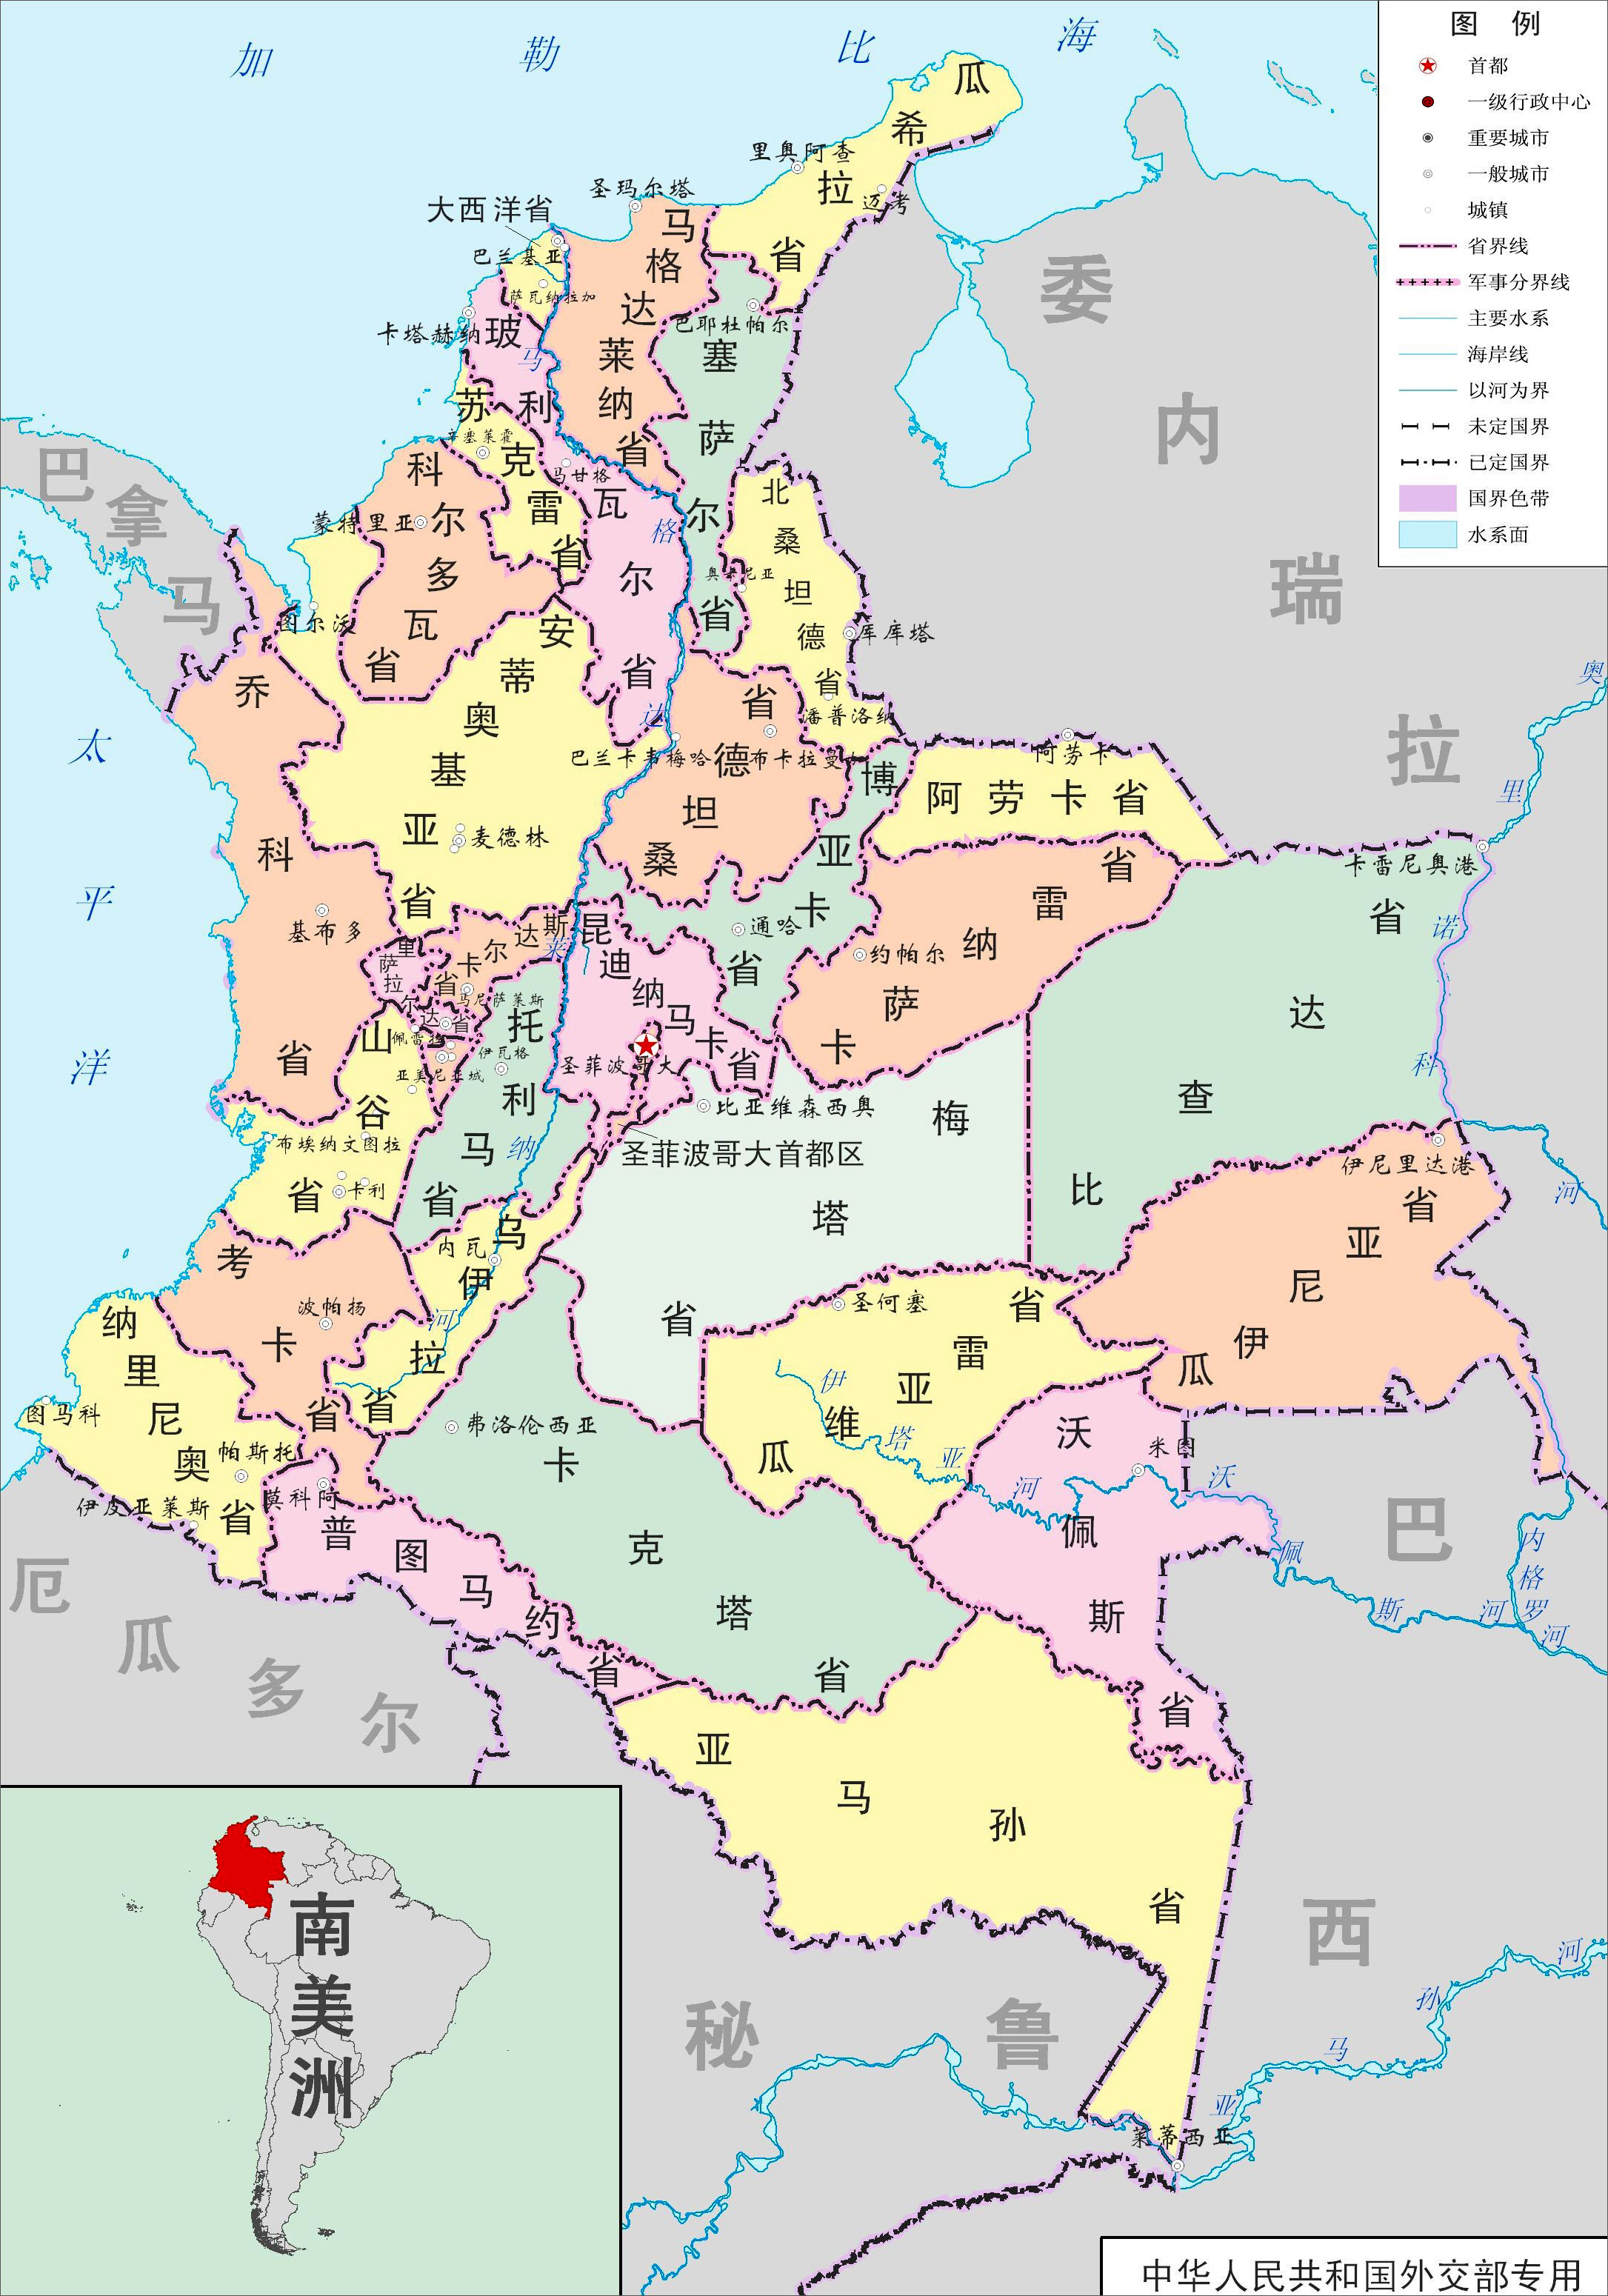 加勒比海
图 例
首都
一级行政中心
重要城市
一般城市
城镇
省界线
军事分界线
主要水系
海岸线
以河为界
未定国界
已定国界
国界色带
水系面
瓜希拉省
里奥阿查
迈考
圣玛尔塔
大西洋省
巴兰基亚
萨瓦纳拉加
马格达莱纳省
巴耶杜帕尔
塞萨尔省
卡塔赫纳
玻利瓦尔省
苏克雷省
辛塞莱霍
马甘格
科尔多瓦省
蒙特里亚
图尔沃
北桑坦德省
奥卡尼亚
库库塔
潘普洛纳
委内瑞拉
巴拿马
太平洋
乔科省
基布多
安蒂奥基亚省
麦德林
巴兰卡韦梅哈
桑坦德省
布卡拉曼加
博亚卡省
通哈
阿劳卡
阿劳卡省
卡萨纳雷省
约帕尔
卡雷尼奥港
比查达省
奥里诺科河
马格达莱纳河
卡尔达斯省
马尼萨莱斯
里萨拉尔达省
佩雷拉
亚美尼亚城
昆迪纳马卡省
圣菲波哥大
圣菲波哥大首都区
托利马省
伊瓦格
山谷省
布埃纳文图拉
卡利
比亚维森西奥
梅塔省
伊尼里达港
瓜伊尼亚省
考卡省
波帕扬
乌伊拉省
内瓦
纳里尼奥省
图马科
帕斯托
伊皮亚莱斯
莫科阿
普图马约省
弗洛伦西亚
卡克塔省
圣何塞
瓜维亚雷省
伊塔亚河
沃佩斯省
米图
沃佩斯河
内格罗河
亚马孙省
莱蒂西亚
亚马孙河
厄瓜多尔
秘鲁
巴西
南美洲
中华人民共和国外交部专用